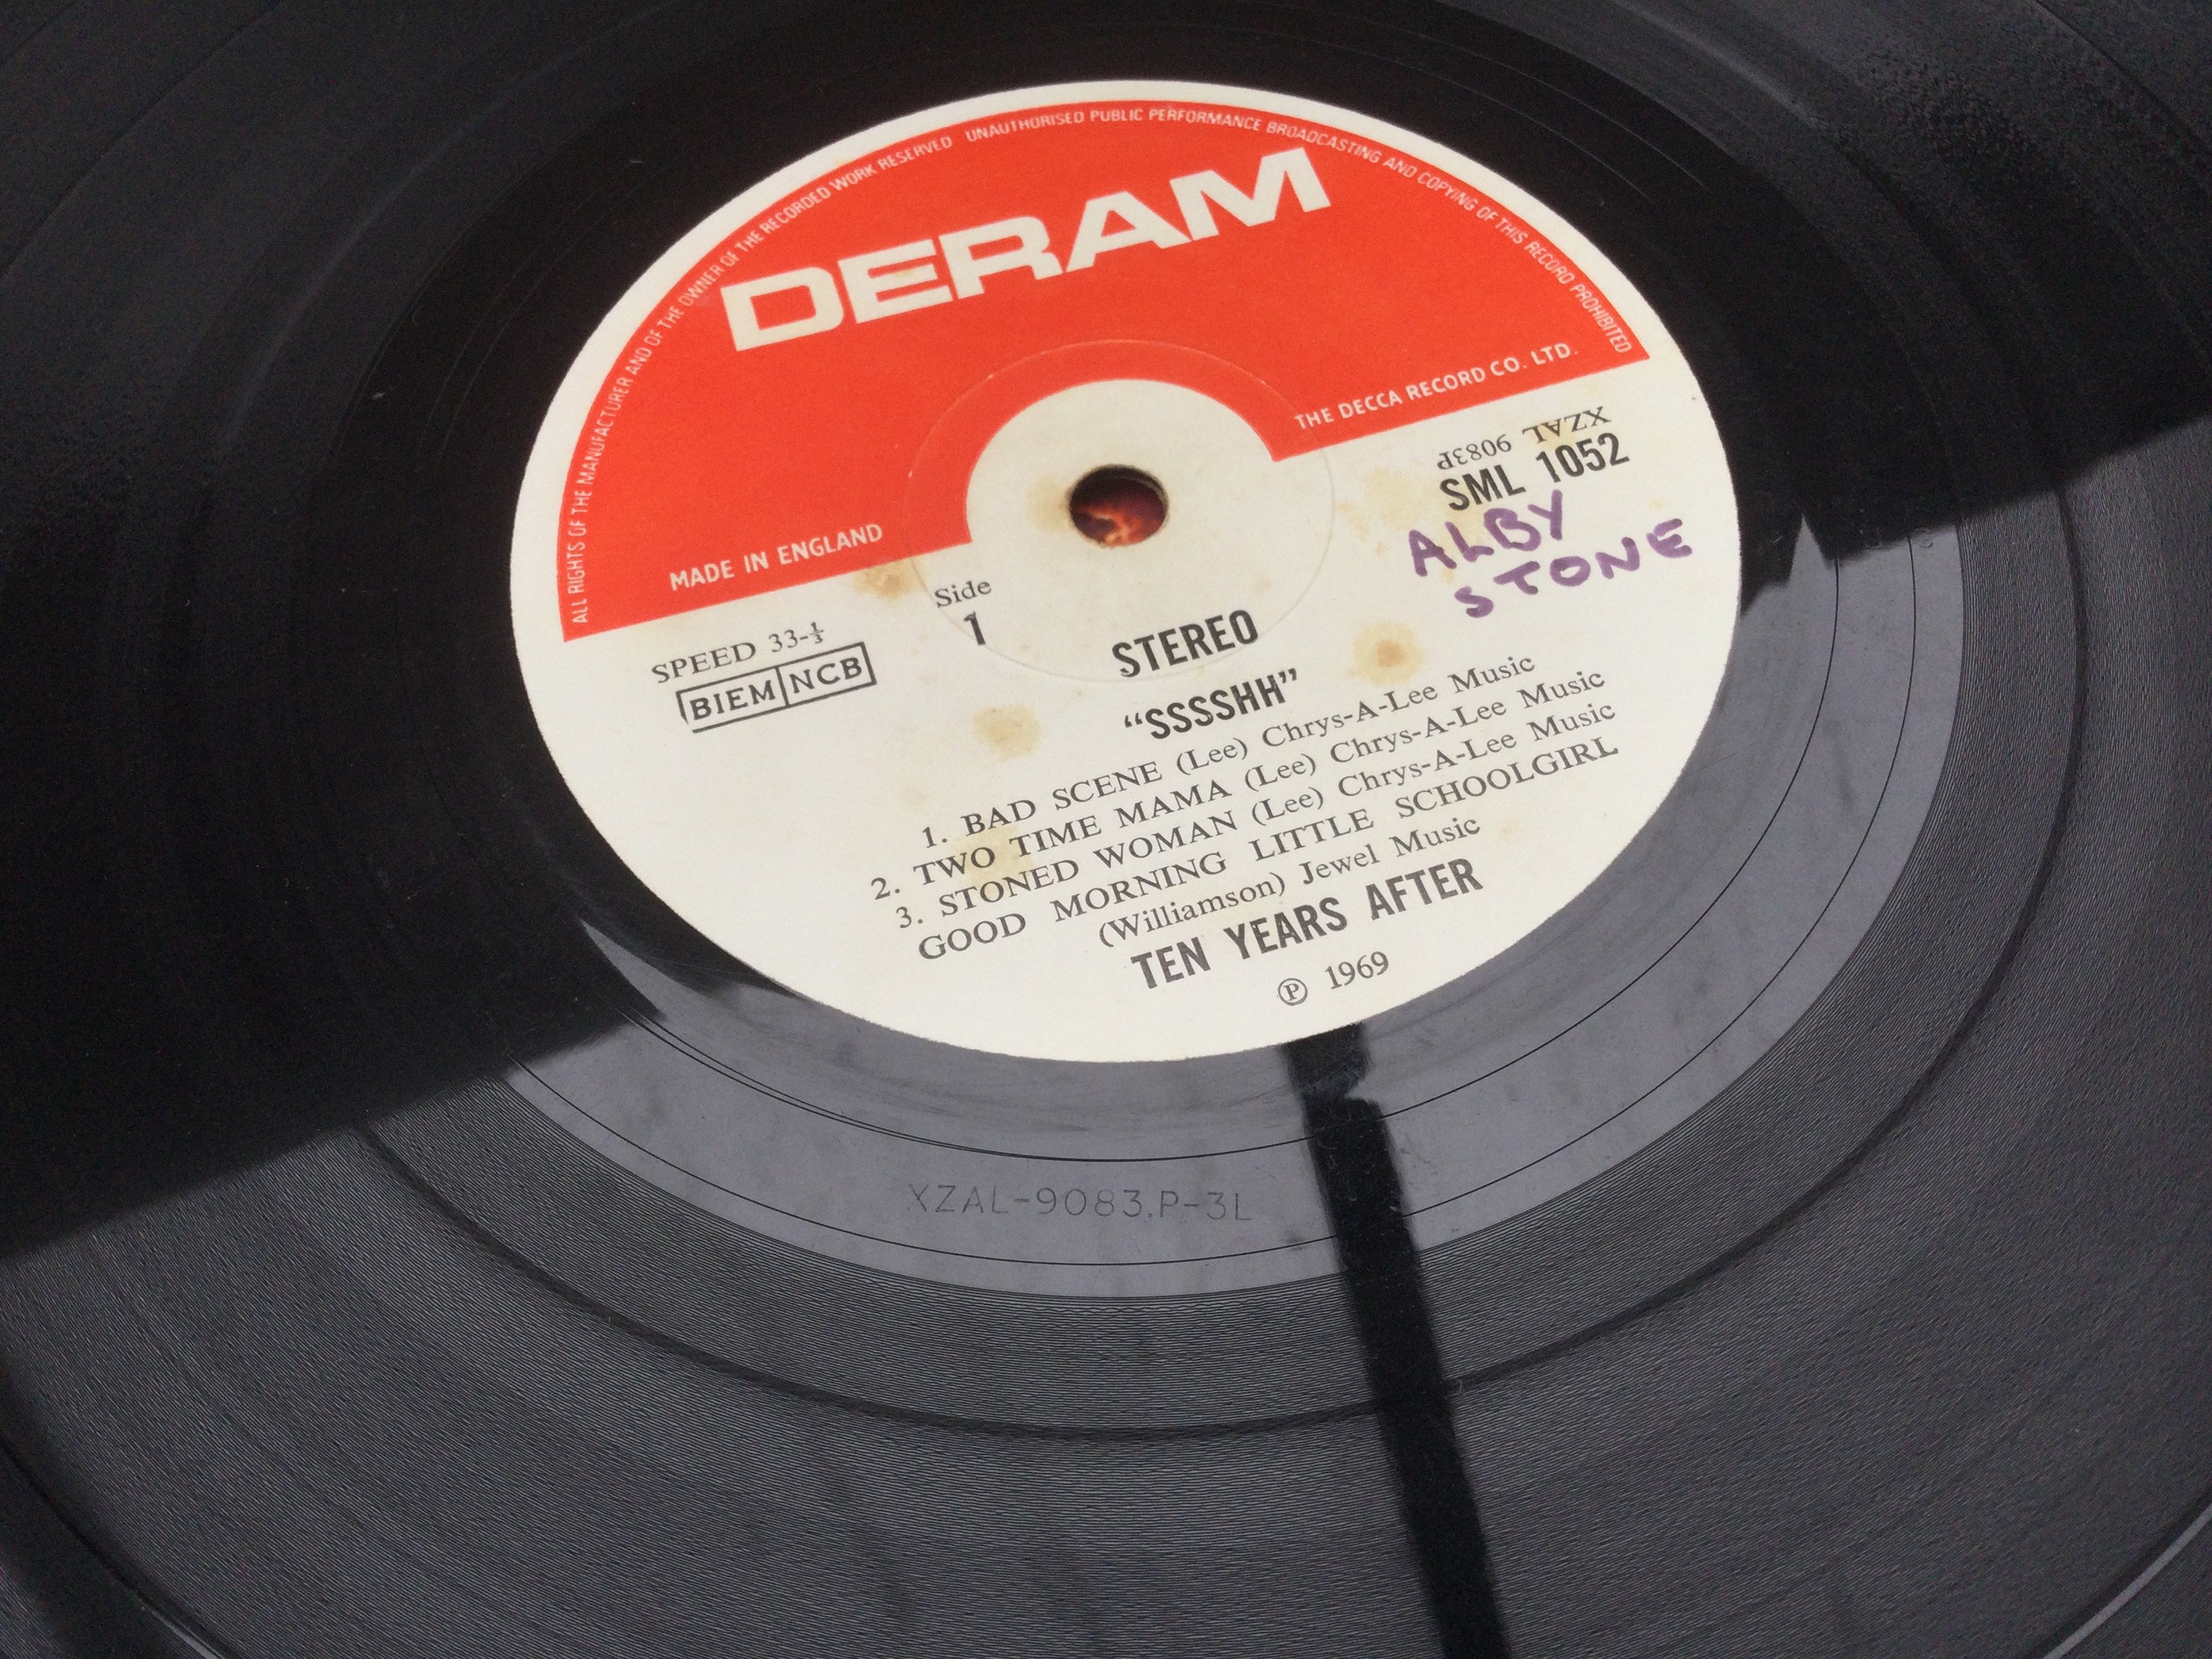 ALL RIGHTS OF THE MANUFACTURER AND OF THE OWNER OF THE RECORDED WORK RESERVED UNAUTHORISED PUBLIC PERFORMANCE BROADCASTING AND COPYING OF THIS RECORD PROHIBITED
DERAM
THE DECCA RECORD CO. LTD.
MADE IN ENGLAND
XZAL 9083P
SML 1052
ALBY
STONE
SPEED 33-⅓
BIEM NCB
Side
1
STEREO
“SSSSHH”
1. BAD SCENE (Lee) Chrys-A-Lee Music
2. TWO TIME MAMA (Lee) Chrys-A-Lee Music
3. STONED WOMAN (Lee) Chrys-A-Lee Music
GOOD MORNING LITTLE SCHOOLGIRL
(Williamson) Jewel Music
TEN YEARS AFTER
Ⓟ 1969
XZAL-9083.P-3L